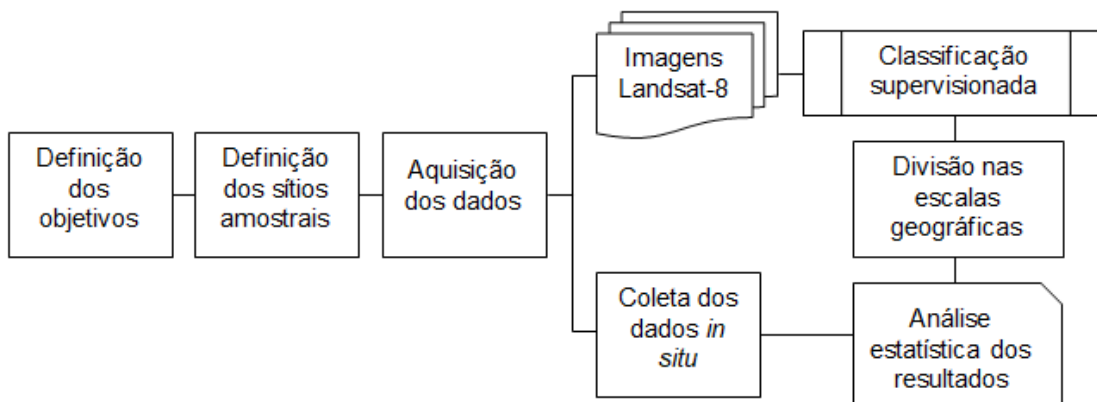 Definição
dos
objetivos
Definição
dos sítios
amostrais
Aquisição
dos dados
Imagens
Landsat-8
Classificação
supervisionada
Divisão nas
escalas
geográficas
Coleta dos
dados in
situ
Análise
estatística dos
resultados